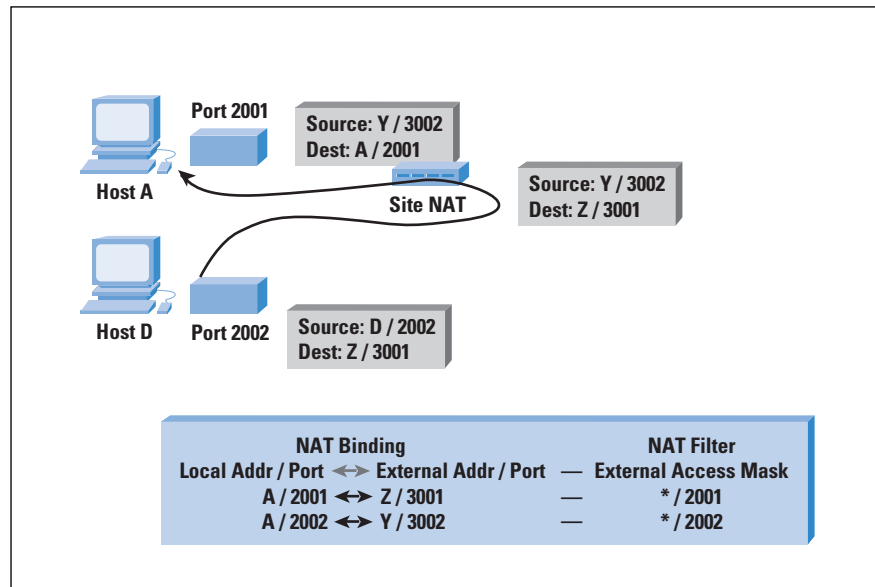 Port 2001
Source: Y / 3002
Dest: A / 2001
Host A
Site NAT
Source: Y / 3002
Dest: Z / 3001
Host D
Port 2002
Source: D / 2002
Dest: Z / 3001
NAT Binding NAT Filter
Local Addr / Port ↔ External Addr / Port — External Access Mask
A / 2001 ↔ Z / 3001 — * / 2001
A / 2002 ↔ Y / 3002 — * / 2002